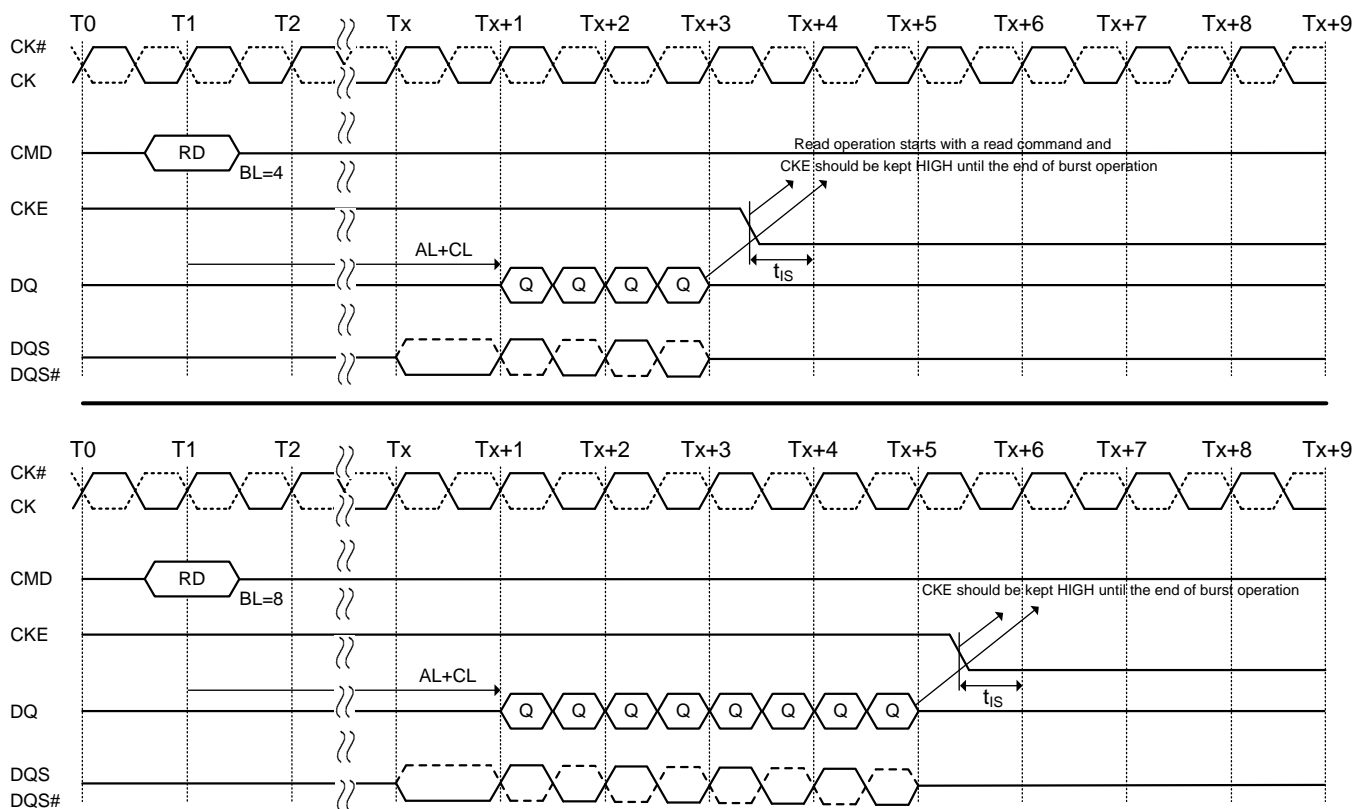 T0 T1 T2 Tx Tx+1 Tx+2 Tx+3 Tx+4 Tx+5 Tx+6 Tx+7 Tx+8 Tx+9
CK#
CK
CMD RD
BL=4
Read operation starts with a read command and
CKE should be kept HIGH until the end of burst operation
CKE
AL+CL
tIS
DQ Q Q Q Q
DQS
DQS#
T0 T1 T2 Tx Tx+1 Tx+2 Tx+3 Tx+4 Tx+5 Tx+6 Tx+7 Tx+8 Tx+9
CK#
CK
CMD RD
BL=8
CKE should be kept HIGH until the end of burst operation
CKE
AL+CL
tIS
DQ Q Q Q Q Q Q Q Q
DQS
DQS#